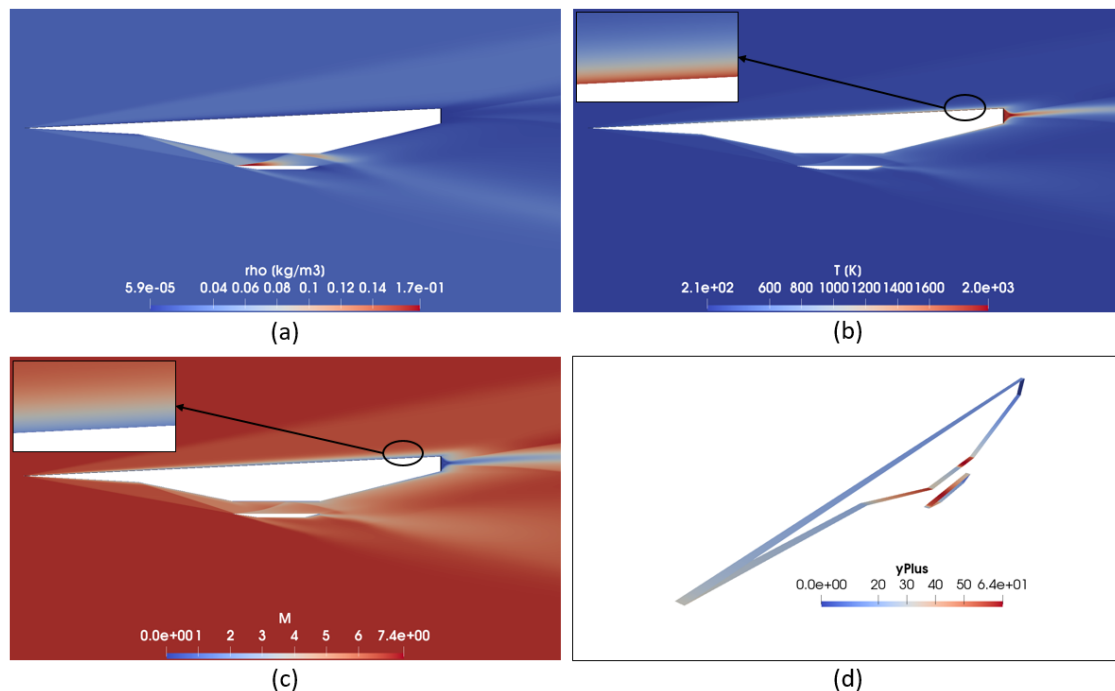 rho (kg/m3)
5.9e-05 0.04 0.06 0.08 0.1 0.12 0.14 1.7e-01
(a)
T (K)
2.1e+02 600 800 1000 1200 1400 1600 2.0e+03
(b)
M
0.0e+00 1 2 3 4 5 6 7.4e+00
(c)
yPlus
0.0e+00 20 30 40 50 6.4e+01
(d)